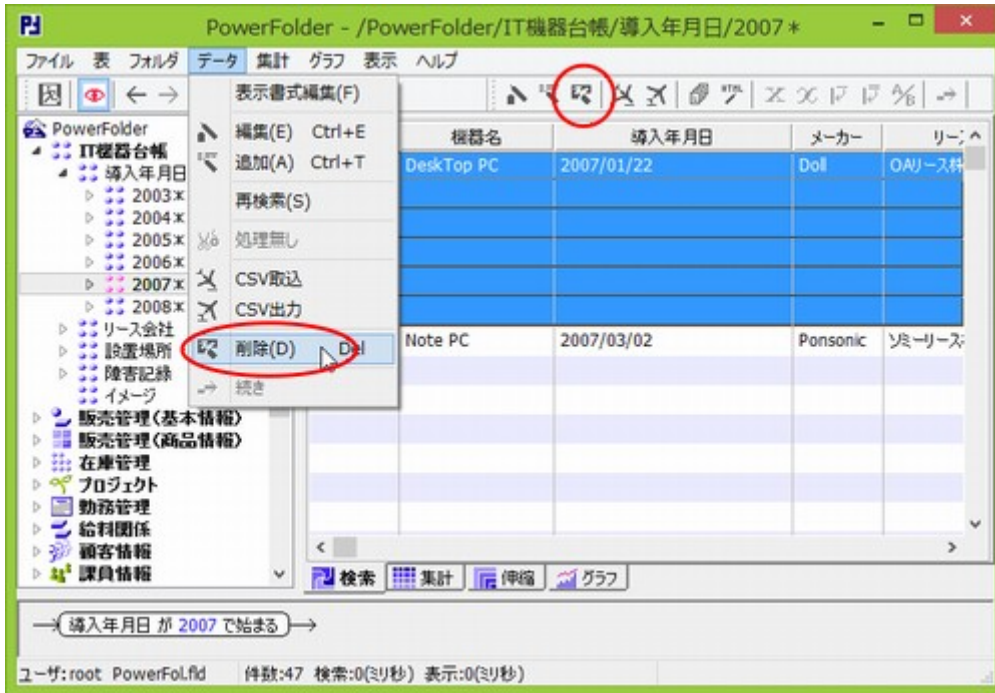 PowerFolder - /PowerFolder/IT機器台帳/導入年月日/2007*
ファイル 表 フォルダ データ 集計 グラフ 表示 ヘルプ
表示書式編集(F)
編集(E) Ctrl+E
追加(A) Ctrl+T
再検索(S)
処理無し
CSV取込
CSV出力
削除(D) Del
続き
PowerFolder
IT機器台帳
導入年月日
2003*
2004*
2005*
2006*
2007*
2008*
リース会社
設置場所
障害記録
イメージ
販売管理(基本情報)
販売管理(商品情報)
在庫管理
プロジェクト
勤務管理
給料関係
顧客情報
課員情報
機器名 導入年月日 メーカー リー
DeskTop PC 2007/01/22 Doll OAリース株
Note PC 2007/03/02 Ponsonic ソミーリース
検索 集計 伸縮 グラフ
導入年月日 が 2007 で始まる
ユーザ:root PowerFol.fld 件数:47 検索:0(ミリ秒) 表示:0(ミリ秒)